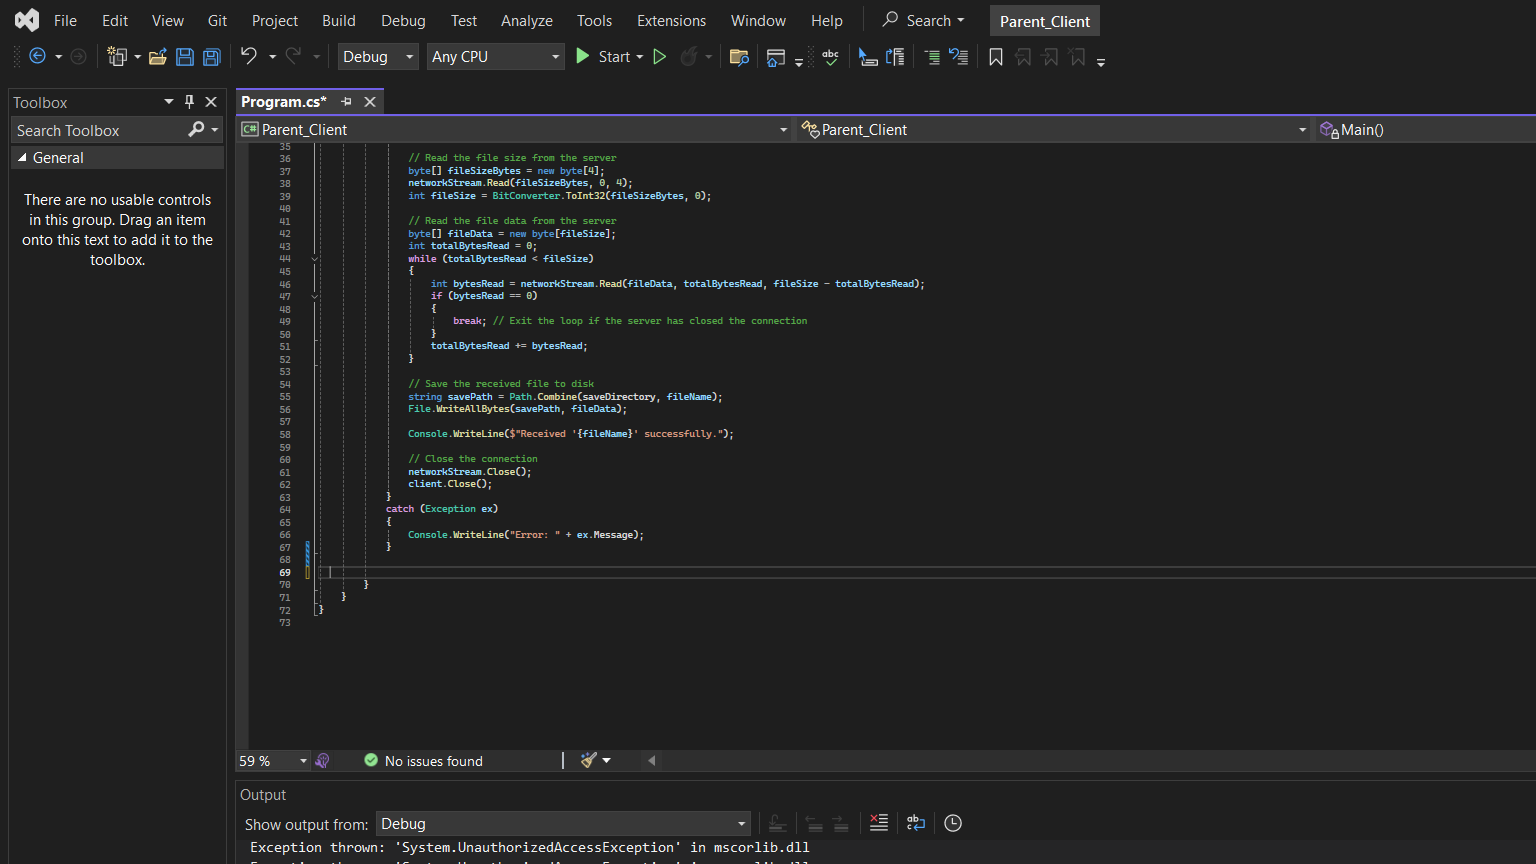 File Edit View Git Project Build Debug Test Analyze Tools Extensions Window Help Search Parent_Client
Debug Any CPU Start abc
Toolbox
Search Toolbox
General
There are no usable controls
in this group. Drag an item
onto this text to add it to the
toolbox.
Program.cs*
C# Parent_Client Parent_Client Main()
35
36 // Read the file size from the server
37 byte[] fileSizeBytes = new byte[4];
38 networkStream.Read(fileSizeBytes, 0, 4);
39 int fileSize = BitConverter.ToInt32(fileSizeBytes, 0);
40
41 // Read the file data from the server
42 byte[] fileData = new byte[fileSize];
43 int totalBytesRead = 0;
44 while (totalBytesRead < fileSize)
45 {
46 int bytesRead = networkStream.Read(fileData, totalBytesRead, fileSize - totalBytesRead);
47 if (bytesRead == 0)
48 {
49 break; // Exit the loop if the server has closed the connection
50 }
51 totalBytesRead += bytesRead;
52 }
53
54 // Save the received file to disk
55 string savePath = Path.Combine(saveDirectory, fileName);
56 File.WriteAllBytes(savePath, fileData);
57
58 Console.WriteLine($"Received '{fileName}' successfully.");
59
60 // Close the connection
61 networkStream.Close();
62 client.Close();
63 }
64 catch (Exception ex)
65 {
66 Console.WriteLine("Error: " + ex.Message);
67 }
68
69
70 }
71 }
72 }
73
59 % No issues found
Output
Show output from: Debug ab
Exception thrown: 'System.UnauthorizedAccessException' in mscorlib.dll